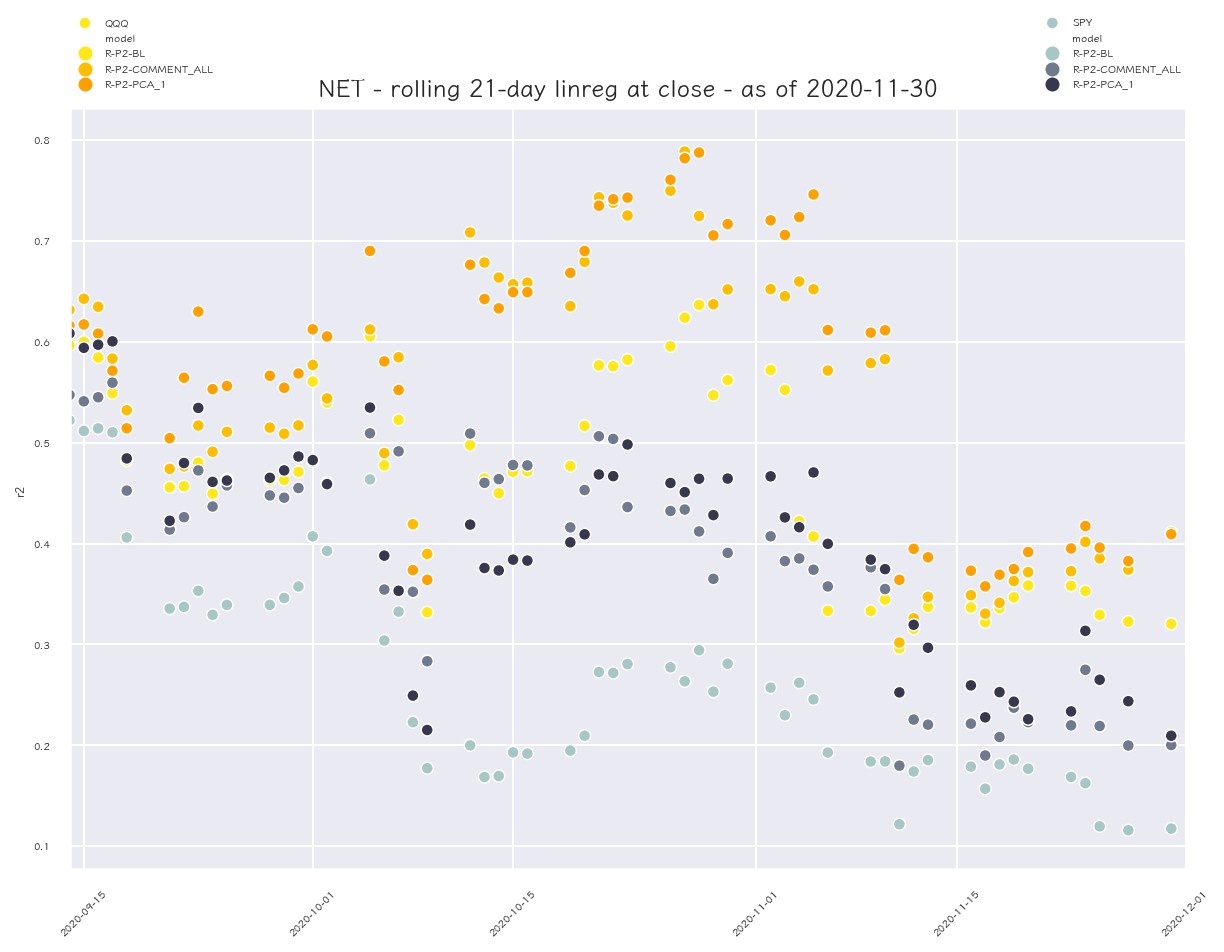 QQQ
model
R-P2-BL
R-P2-COMMENT_ALL
R-P2-PCA_1
SPY
model
R-P2-BL
R-P2-COMMENT_ALL
R-P2-PCA_1
NET - rolling 21-day linreg at close - as of 2020-11-30
0.8
0.7
0.6
0.5
0.4
0.3
0.2
0.1
r2
2020-09-15
2020-10-01
2020-10-15
2020-11-01
2020-11-15
2020-12-01